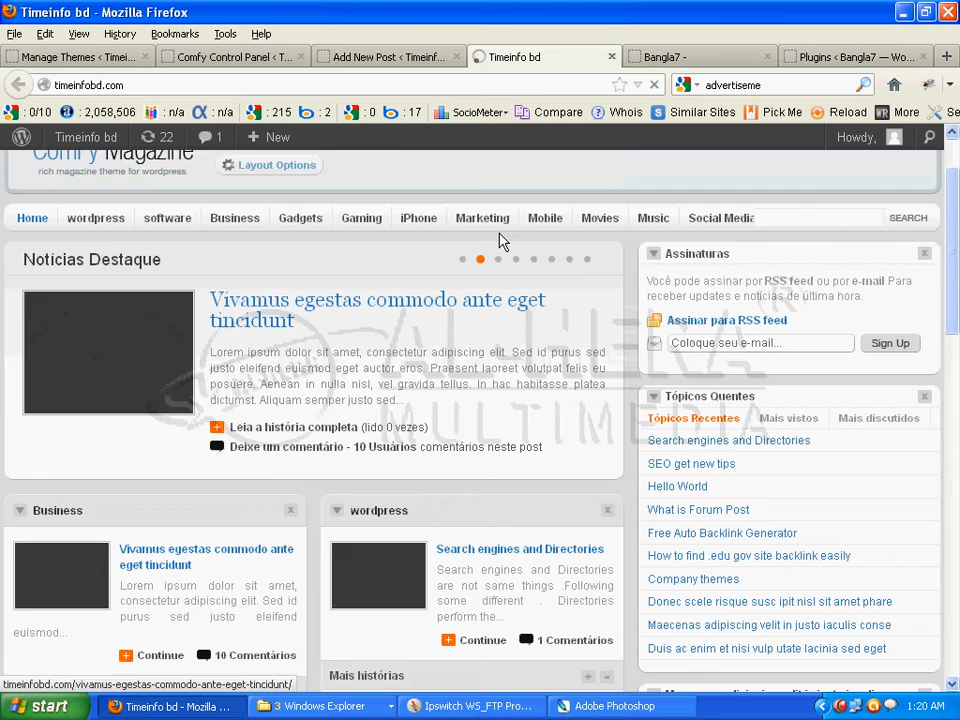 Timeinfo bd - Mozilla Firefox
File Edit View History Bookmarks Tools Help
Manage Themes ‹ Timei... Comfy Control Panel ‹ T... Add New Post ‹ Timeinf... Timeinfo bd Bangla7 - Plugins ‹ Bangla7 — Wo...
timeinfobd.com advertiseme
: 0/10 : 2,058,506 : n/a : n/a : 215 : 2 : 0 : 17 SocioMeter Compare Whois Similar Sites Pick Me Reload More Se
Timeinfo bd 22 1 New Howdy,
Comfy Magazine
rich magazine theme for wordpress. Layout Options
Home wordpress software Business Gadgets Gaming iPhone Marketing Mobile Movies Music Social Media SEARCH
Notícias Destaque
Vivamus egestas commodo ante eget
tincidunt
Lorem ipsum dolor sit amet, consectetur adipiscing elit. Sed id purus sed
justo eleifend euismod eget auctor eros. Praesent laoreet volutpat felis eu
posuere. Aenean in nulla nisl, vel gravida tellus. In hac habitasse platea
dictumst. Aliquam semper justo sed...
Leia a história completa (lido 0 vezes)
Deixe um comentário - 10 Usuários comentários neste post
Assinaturas
Você pode assinar por RSS feed ou por e-mail Para
receber updates e notícias de última hora.
Assinar para RSS feed
Coloque seu e-mail... Sign Up
Tópicos Quentes
Tópicos Recentes Mais vistos Mais discutidos
Search engines and Directories
SEO get new tips
Hello World
What is Forum Post
Free Auto Backlink Generator
How to find .edu gov site backlink easily
Company themes
Donec scele risque susc ipit nisl sit amet phare
Maecenas adipiscing velit in justo iaculis conse
Duis ac enim et nisi vulp utate lacinia sed eget
Business
Vivamus egestas commodo ante
eget tincidunt
Lorem ipsum dolor sit amet,
consectetur adipiscing elit. Sed id
purus sed justo eleifend
euismod...
Continue 10 Comentários
wordpress
Search engines and Directories
Search engines and Directories
are not same things .Following
some different . Directories
perform the...
Continue 1 Comentários
Mais histórias
AL-HERA
MULTIMEDIA
®
timeinfobd.com/vivamus-egestas-commodo-ante-eget-tincidunt/
start Timeinfo bd - Mozilla ... 3 Windows Explorer Ipswitch WS_FTP Pro... Adobe Photoshop 1:20 AM